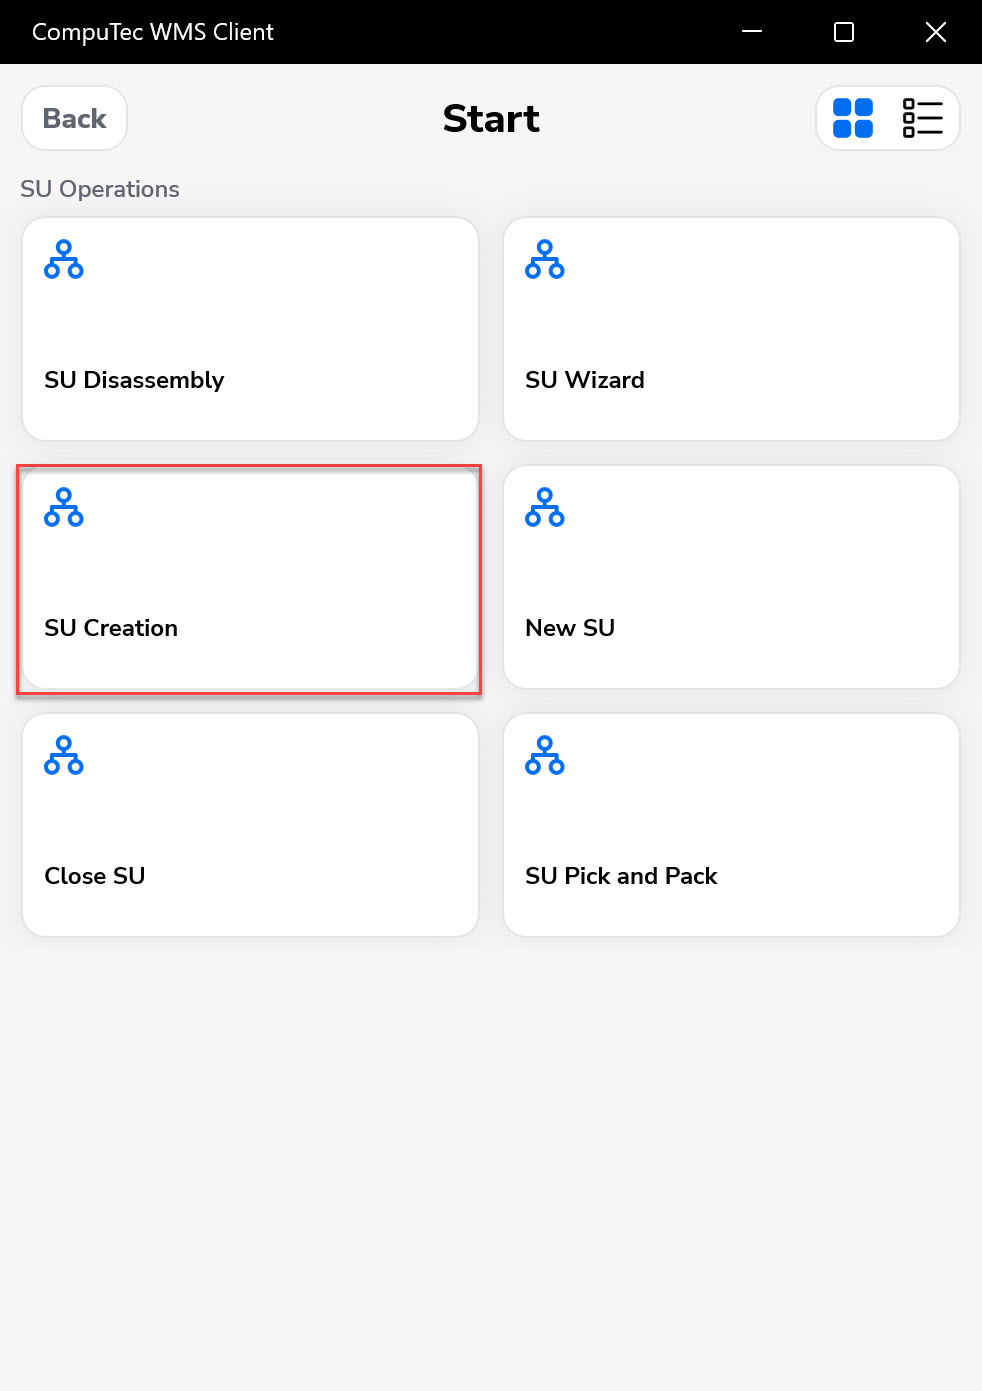 CompuTec WMS Client
Back
Start
SU Operations
SU Disassembly
SU Wizard
SU Creation
New SU
Close SU
SU Pick and Pack